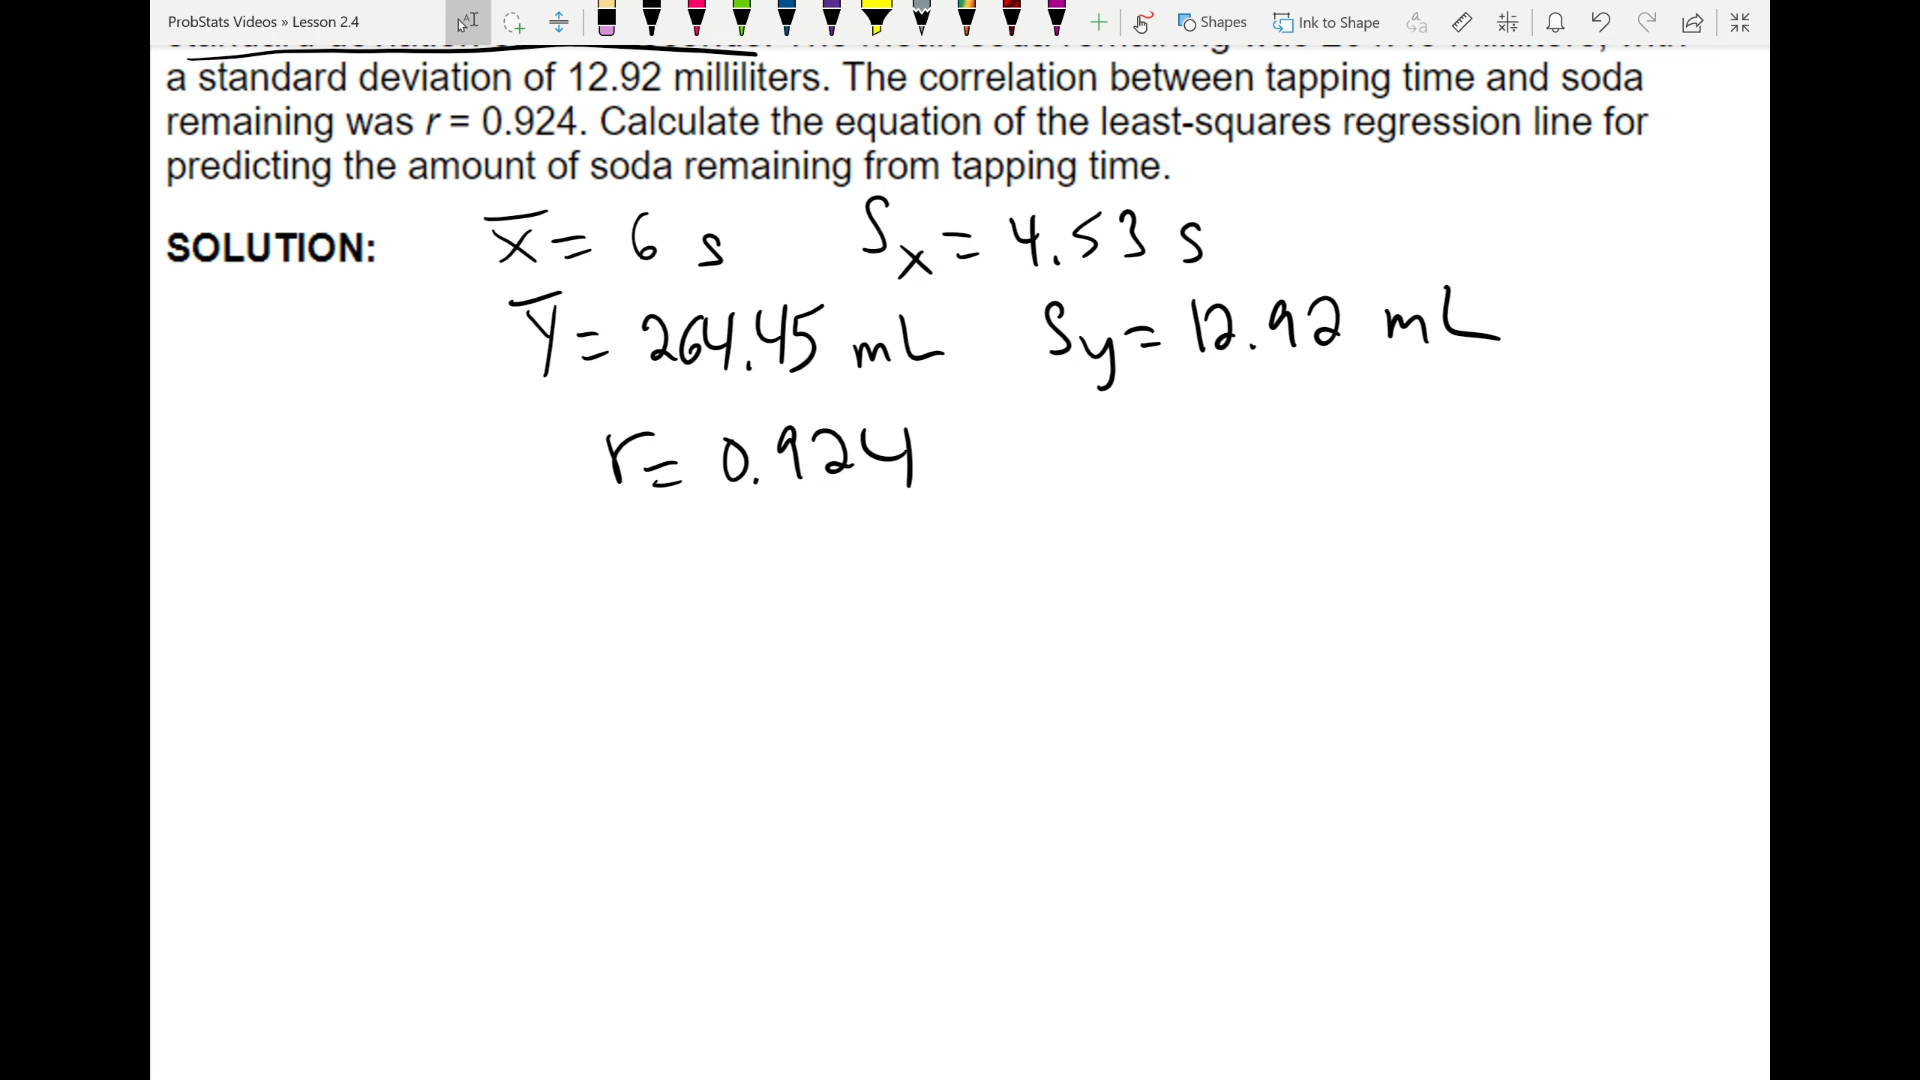 ProbStats Videos » Lesson 2.4
Shapes
Ink to Shape
a standard deviation of 12.92 milliliters. The correlation between tapping time and soda
remaining was r = 0.924. Calculate the equation of the least-squares regression line for
predicting the amount of soda remaining from tapping time.
SOLUTION: x̅ = 6 s Sx = 4.53 s
y̅ = 264.45 mL Sy = 12.92 mL
r = 0.924